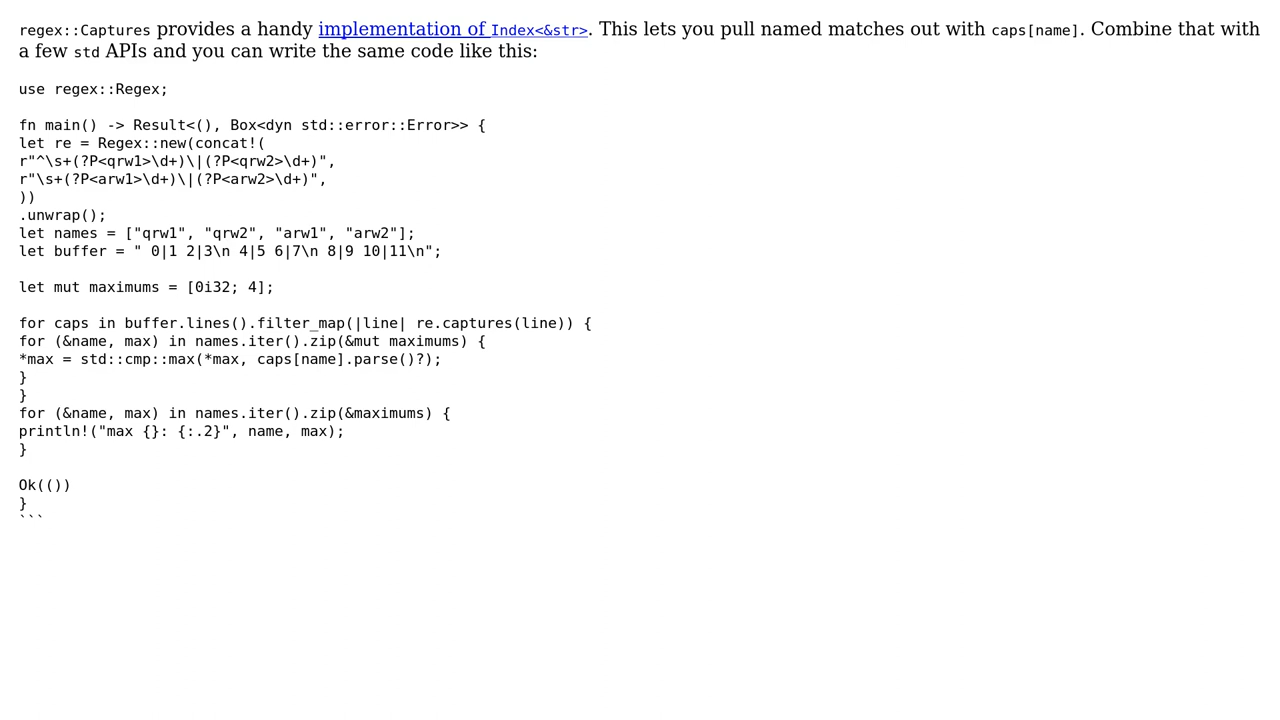 regex::Captures provides a handy implementation of Index<&str>. This lets you pull named matches out with caps[name]. Combine that with
a few std APIs and you can write the same code like this:
use regex::Regex;
fn main() -> Result<(), Box<dyn std::error::Error>> {
let re = Regex::new(concat!(
r"^\s+(?P<qrw1>\d+)\|(?P<qrw2>\d+)",
r"\s+(?P<arw1>\d+)\|(?P<arw2>\d+)",
))
.unwrap();
let names = ["qrw1", "qrw2", "arw1", "arw2"];
let buffer = " 0|1 2|3\n 4|5 6|7\n 8|9 10|11\n";
let mut maximums = [0i32; 4];
for caps in buffer.lines().filter_map(|line| re.captures(line)) {
for (&name, max) in names.iter().zip(&mut maximums) {
*max = std::cmp::max(*max, caps[name].parse()?);
}
}
for (&name, max) in names.iter().zip(&maximums) {
println!("max {}: {:.2}", name, max);
}
Ok(())
}
```